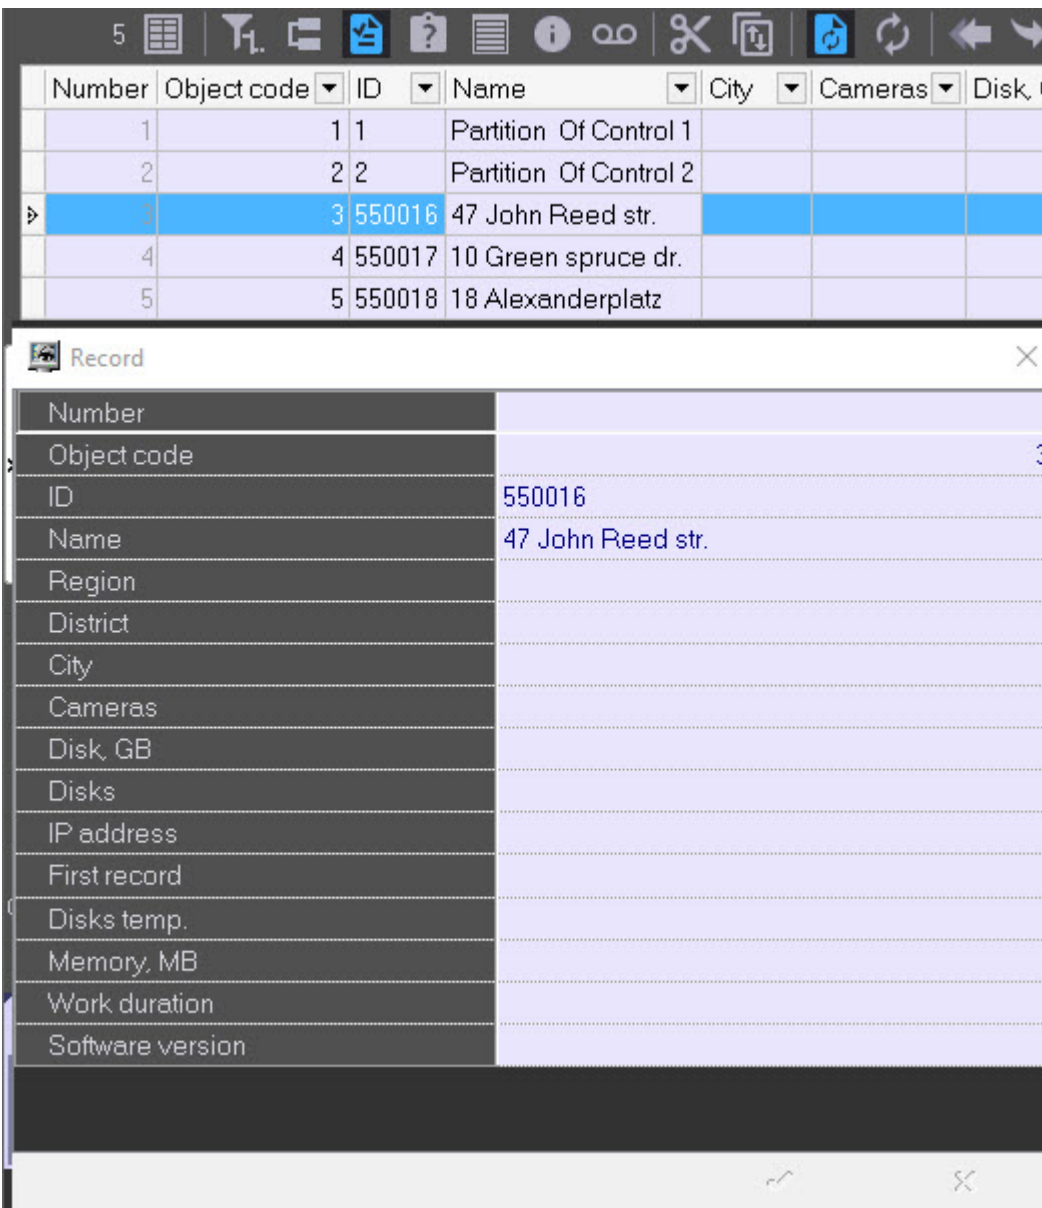 5
Number Object code ID Name City Cameras Disk,
1 1 1 Partition Of Control 1
2 2 2 Partition Of Control 2
3 3 550016 47 John Reed str.
4 4 550017 10 Green spruce dr.
5 5 550018 18 Alexanderplatz
Record
Number
Object code 3
ID 550016
Name 47 John Reed str.
Region
District
City
Cameras
Disk, GB
Disks
IP address
First record
Disks temp.
Memory, MB
Work duration
Software version